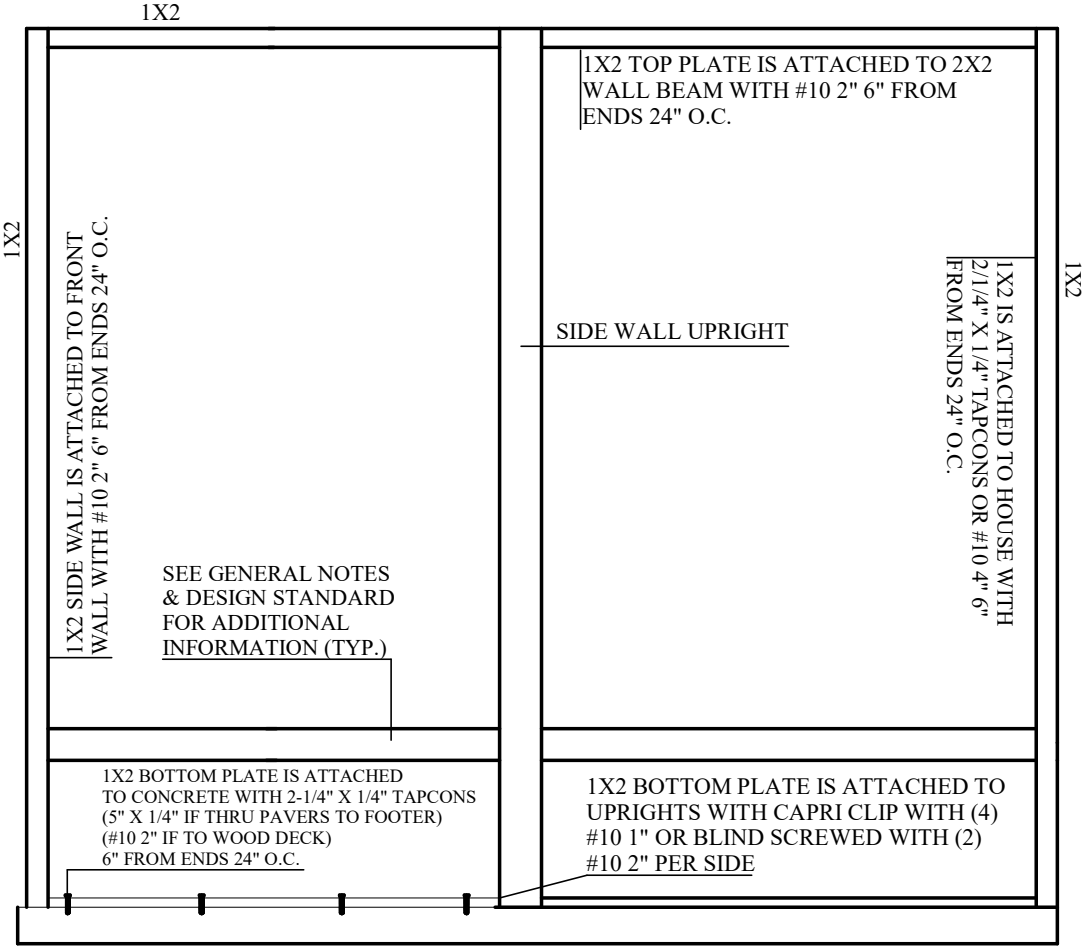 1X2
1X2 TOP PLATE IS ATTACHED TO 2X2
WALL BEAM WITH #10 2" 6" FROM
ENDS 24" O.C.
1X2
1X2 SIDE WALL IS ATTACHED TO FRONT
WALL WITH #10 2" 6" FROM ENDS 24" O.C.
SIDE WALL UPRIGHT
1X2 IS ATTACHED TO HOUSE WITH
2/1/4" X 1/4" TAPCONS OR #10 4" 6"
FROM ENDS 24" O.C.
1X2
SEE GENERAL NOTES
& DESIGN STANDARD
FOR ADDITIONAL
INFORMATION (TYP.)
1X2 BOTTOM PLATE IS ATTACHED
TO CONCRETE WITH 2-1/4" X 1/4" TAPCONS
(5" X 1/4" IF THRU PAVERS TO FOOTER)
(#10 2" IF TO WOOD DECK)
6" FROM ENDS 24" O.C.
1X2 BOTTOM PLATE IS ATTACHED TO
UPRIGHTS WITH CAPRI CLIP WITH (4)
#10 1" OR BLIND SCREWED WITH (2)
#10 2" PER SIDE